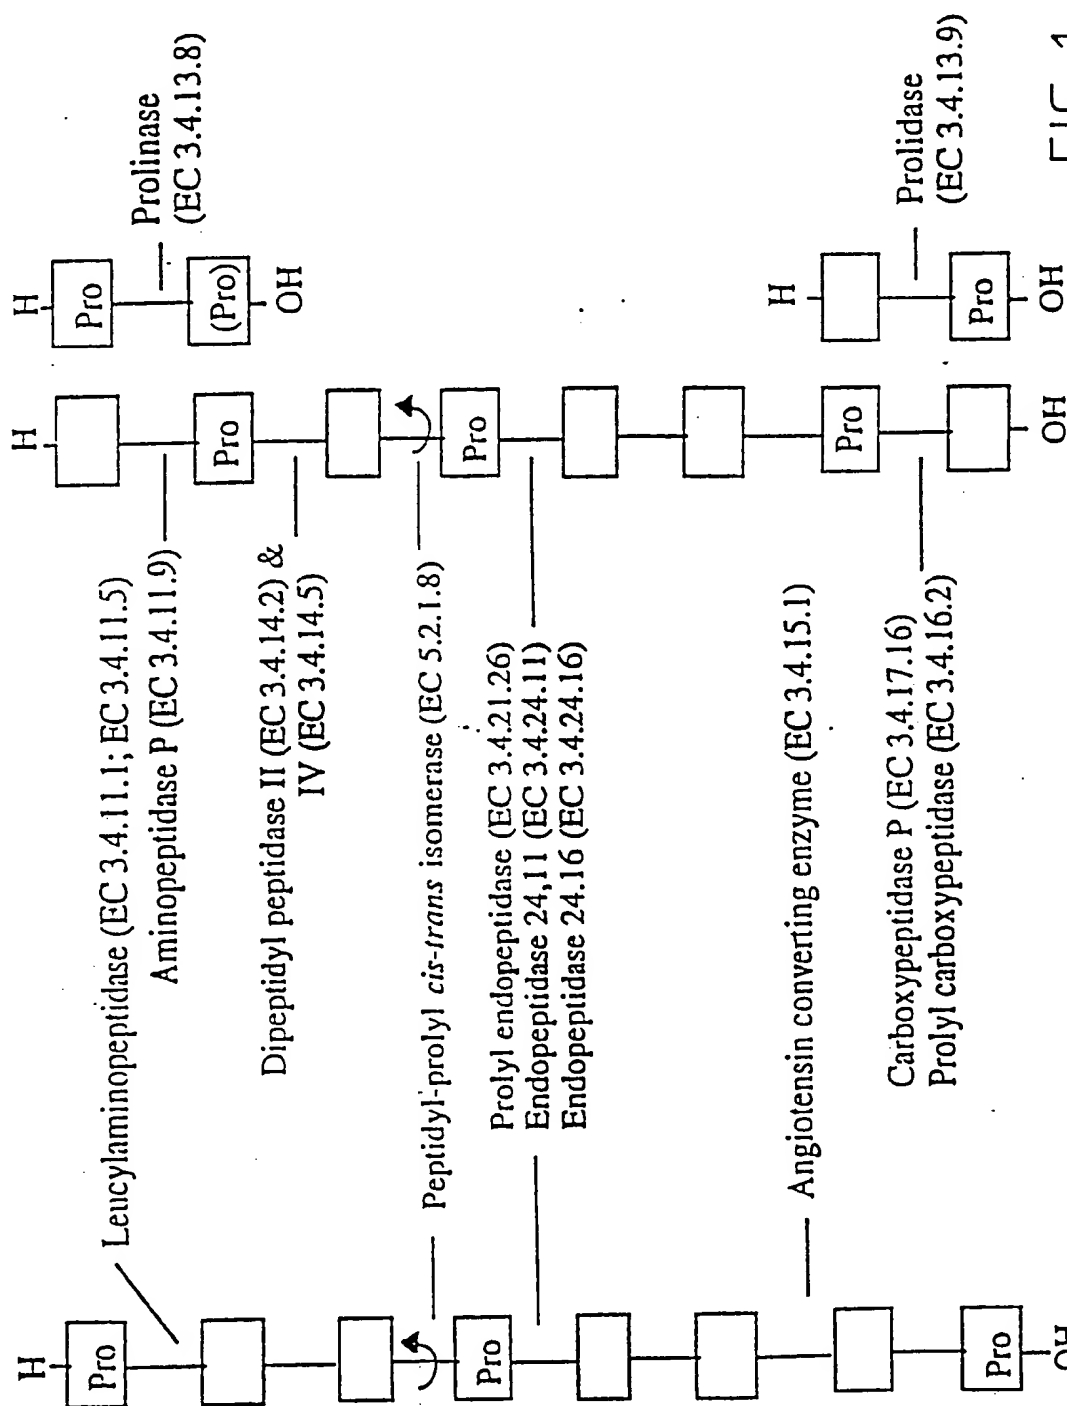 H
Pro
Leucylaminopeptidase (EC 3.4.11.1; EC 3.4.11.5)
Aminopeptidase P (EC 3.4.11.9)
H
Pro
Dipeptidyl peptidase II (EC 3.4.14.2) &
IV (EC 3.4.14.5)
Peptidyl-prolyl cis-trans isomerase (EC 5.2.1.8)
Pro
Pro
Prolyl endopeptidase (EC 3.4.21.26)
Endopeptidase 24,11 (EC 3.4.24.11)
Endopeptidase 24.16 (EC 3.4.24.16)
Angiotensin converting enzyme (EC 3.4.15.1)
Pro
Carboxypeptidase P (EC 3.4.17.16)
Prolyl carboxypeptidase (EC 3.4.16.2)
Pro
OH
OH
H
Pro
Prolinase
(EC 3.4.13.8)
(Pro)
OH
H
Prolidase
(EC 3.4.13.9)
Pro
OH
FIG. 1